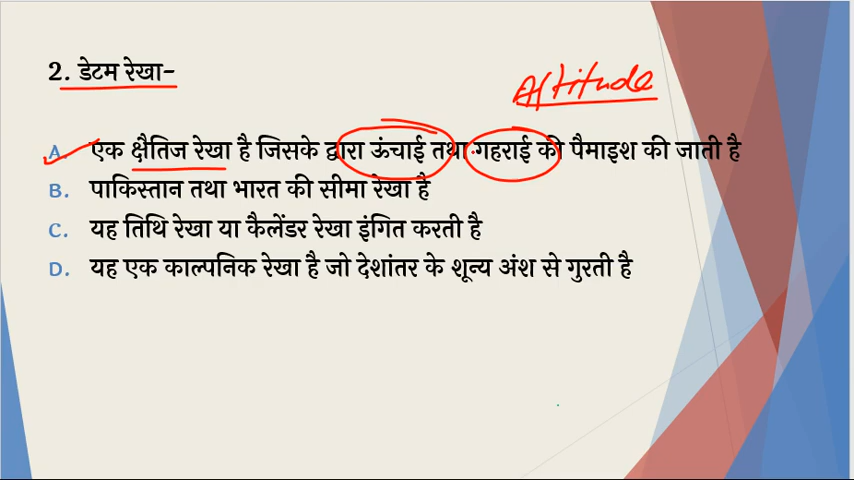 2. डेटम रेखा-
Altitude
A. एक क्षैतिज रेखा है जिसके द्वारा ऊंचाई तथा गहराई की पैमाइश की जाती है
B. पाकिस्तान तथा भारत की सीमा रेखा है
C. यह तिथि रेखा या कैलेंडर रेखा इंगित करती है
D. यह एक काल्पनिक रेखा है जो देशांतर के शून्य अंश से गुरती है